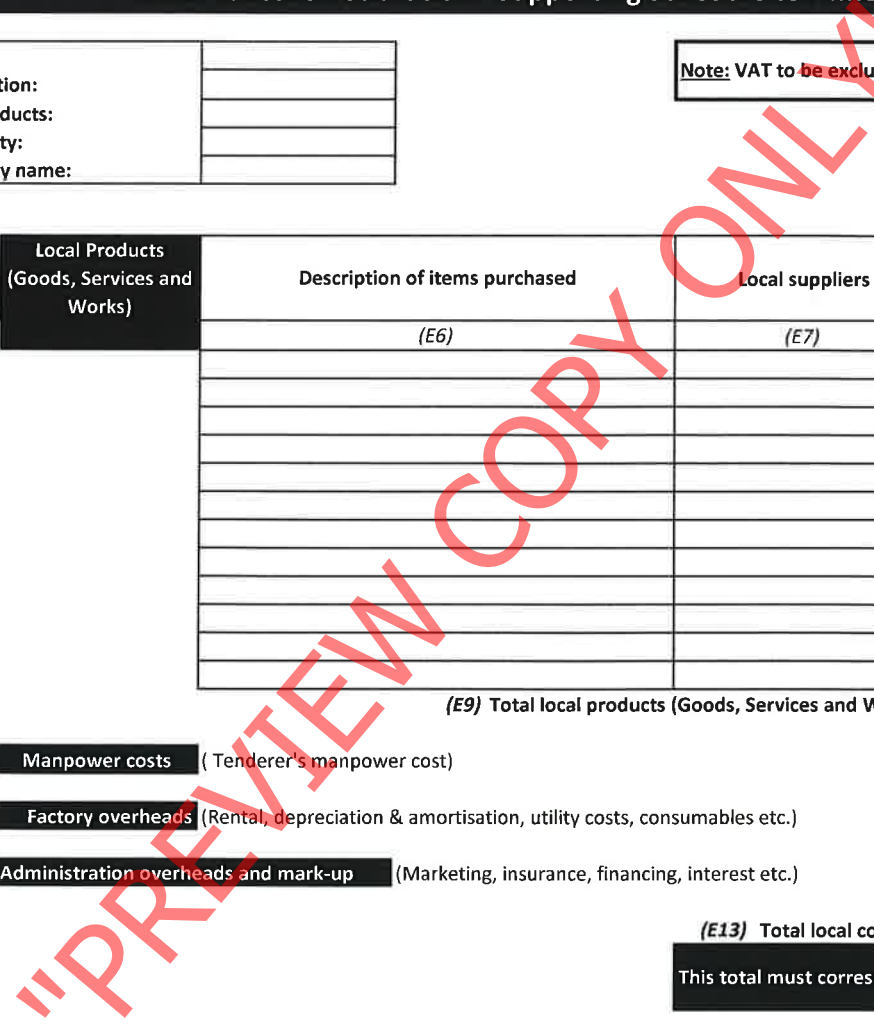 Note: VAT to be exclu
tion:
ducts:
ty:
y name:
Local Products
(Goods, Services and
Works)
Description of items purchased
Local suppliers
(E6)
(E7)
(E9) Total local products (Goods, Services and W
Manpower costs ( Tenderer's manpower cost)
Factory overheads (Rental, depreciation & amortisation, utility costs, consumables etc.)
Administration overheads and mark-up (Marketing, insurance, financing, interest etc.)
(E13) Total local co
This total must corres
"PREVIEW COPY ONLY